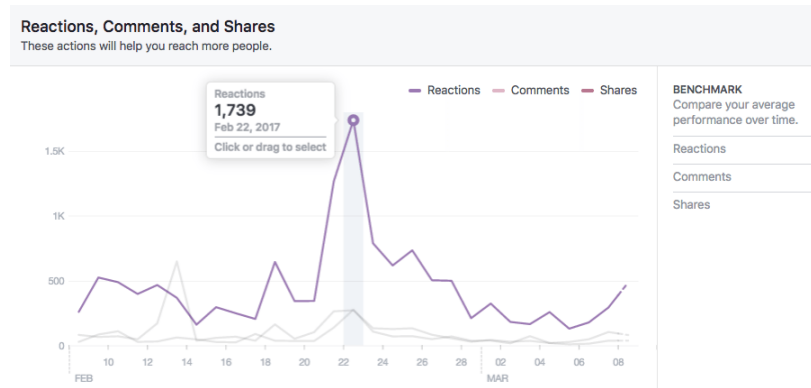 Reactions, Comments, and Shares
These actions will help you reach more people.
Reactions
1,739
Feb 22, 2017
Click or drag to select
Reactions Comments Shares
BENCHMARK
Compare your average
performance over time.
Reactions
Comments
Shares
1.5K
1K
500
0
10 12 14 16 18 20 22 24 26 28 02 04 06 08
FEB MAR